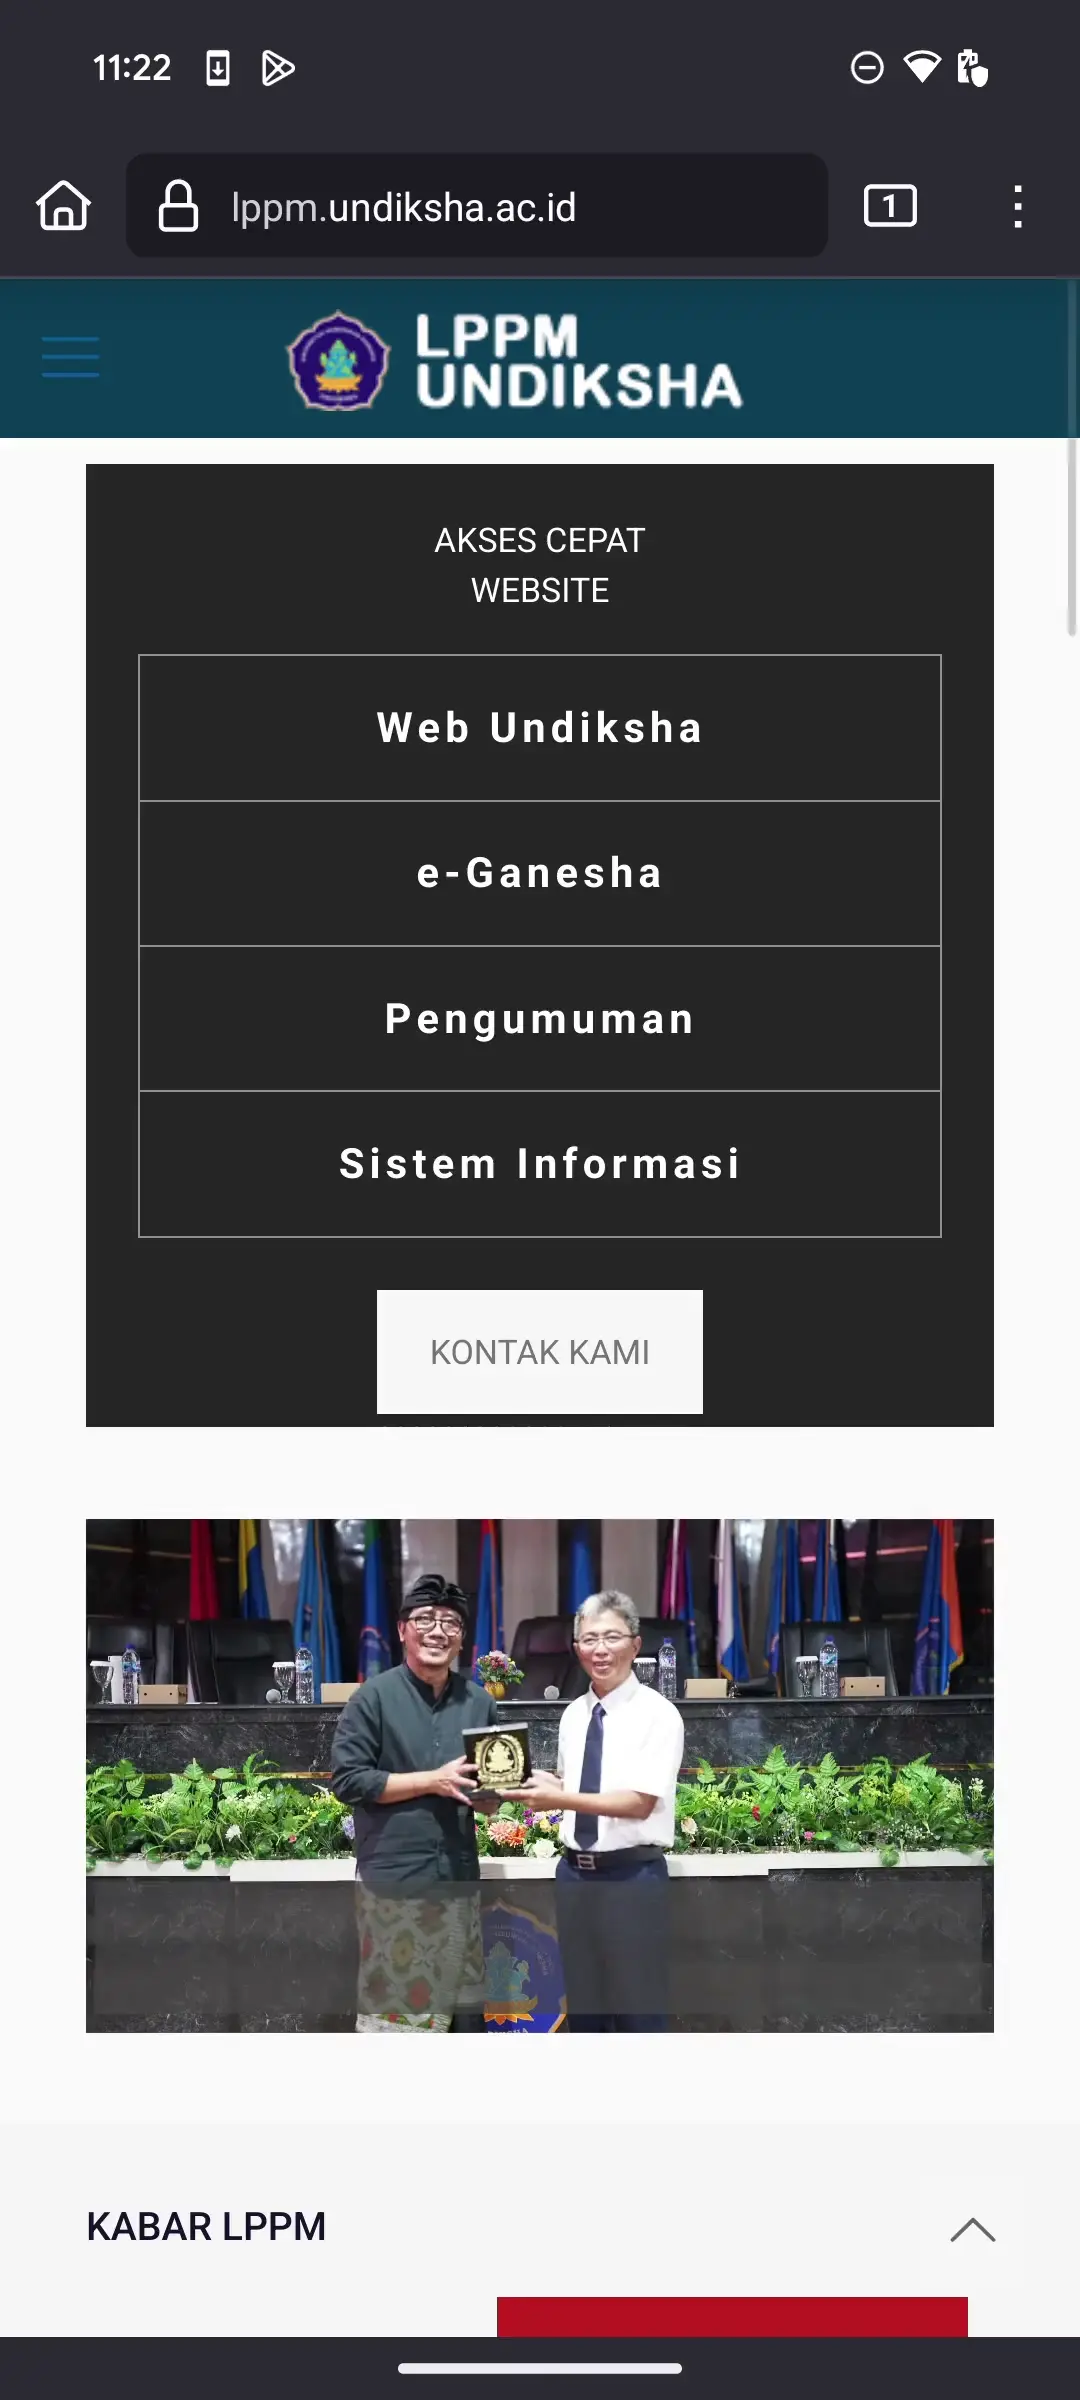 11:22
lppm.undiksha.ac.id
1
LPPM
UNDIKSHA
AKSES CEPAT
WEBSITE
Web Undiksha
e-Ganesha
Pengumuman
Sistem Informasi
KONTAK KAMI
KABAR LPPM